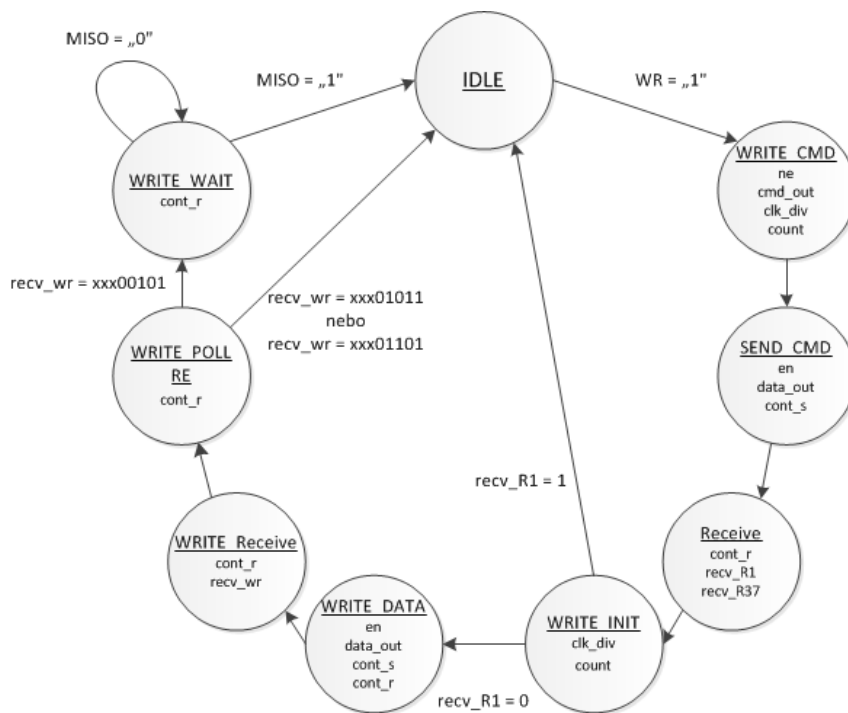 MISO = „0"
MISO = „1"
IDLE
WR = „1"
WRITE_CMD
ne
cmd_out
clk_div
count
WRITE_WAIT
cont_r
recv_wr = xxx00101
recv_wr = xxx01011
nebo
recv_wr = xxx01101
WRITE_POLL
RE
cont_r
SEND_CMD
en
data_out
cont_s
recv_R1 = 1
WRITE_Receive
cont_r
recv_wr
Receive
cont_r
recv_R1
recv_R37
WRITE_DATA
en
data_out
cont_s
cont_r
WRITE_INIT
clk_div
count
recv_R1 = 0